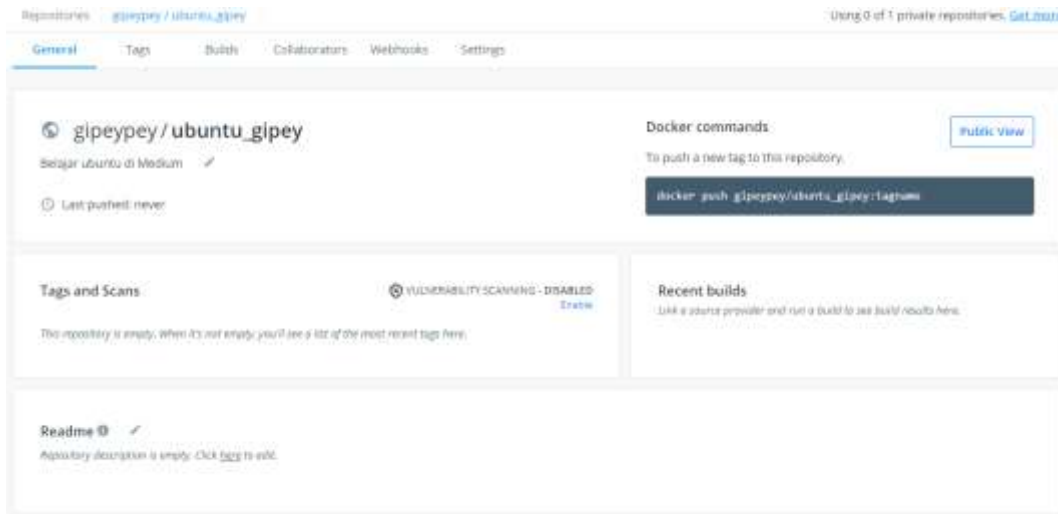 Repositories gipeypey / ubuntu_gipey Using 0 of 1 private repositories. Get more
General Tags Builds Collaborators Webhooks Settings
gipeypey / ubuntu_gipey
Belajar ubuntu di Medium
Last pushed: never
Docker commands
Public View
To push a new tag to this repository,
docker push gipeypey/ubuntu_gipey:tagname
Tags and Scans
VULNERABILITY SCANNING - DISABLED
Enable
This repository is empty. When it's not empty, you'll see a list of the most recent tags here.
Recent builds
Link a source provider and run a build to see build results here.
Readme
Repository description is empty. Click here to edit.